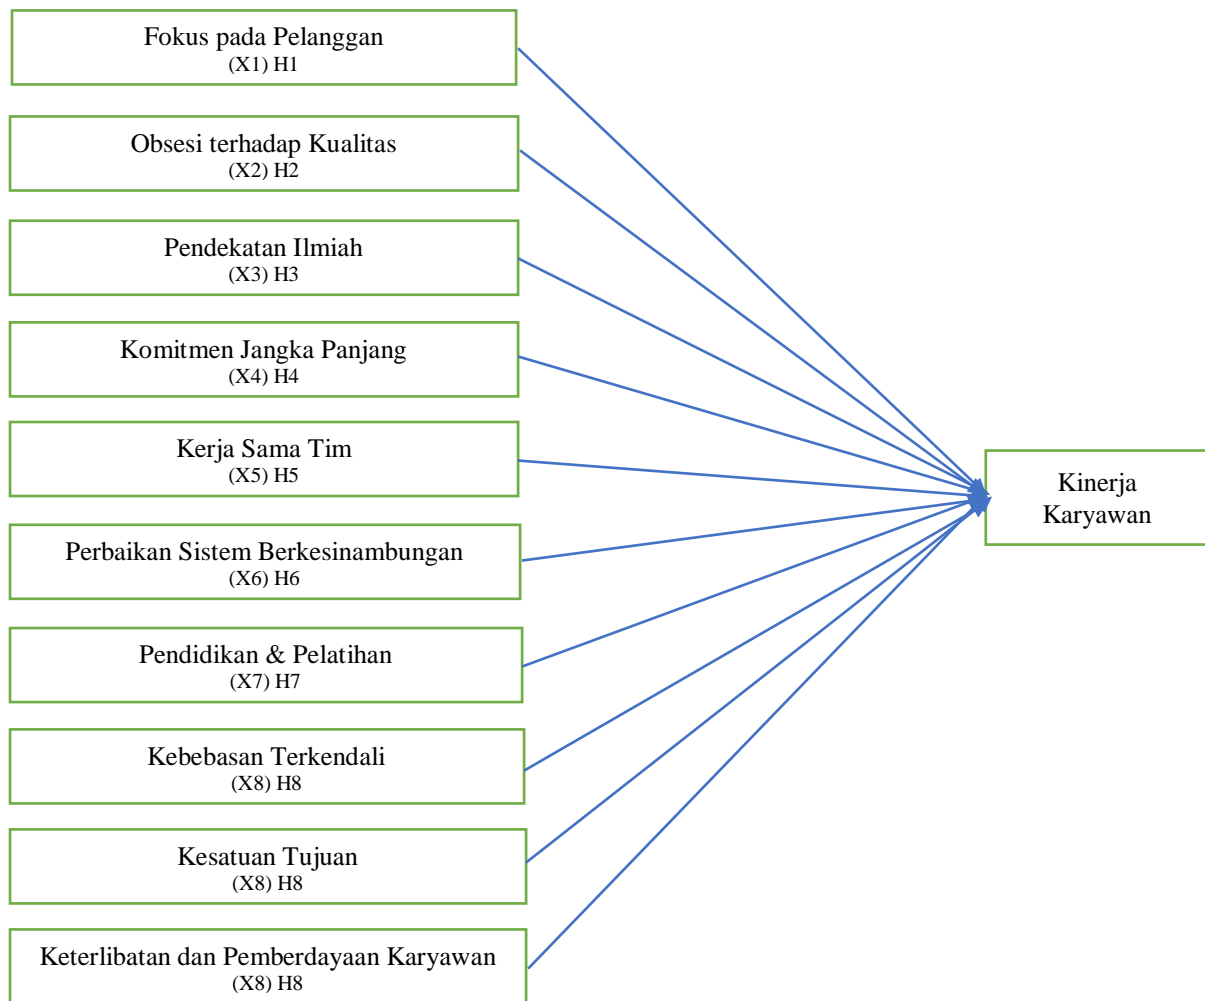 Fokus pada Pelanggan
(X1) H1
Obsesi terhadap Kualitas
(X2) H2
Pendekatan Ilmiah
(X3) H3
Komitmen Jangka Panjang
(X4) H4
Kerja Sama Tim
(X5) H5
Perbaikan Sistem Berkesinambungan
(X6) H6
Pendidikan & Pelatihan
(X7) H7
Kebebasan Terkendali
(X8) H8
Kesatuan Tujuan
(X8) H8
Keterlibatan dan Pemberdayaan Karyawan
(X8) H8
Kinerja
Karyawan